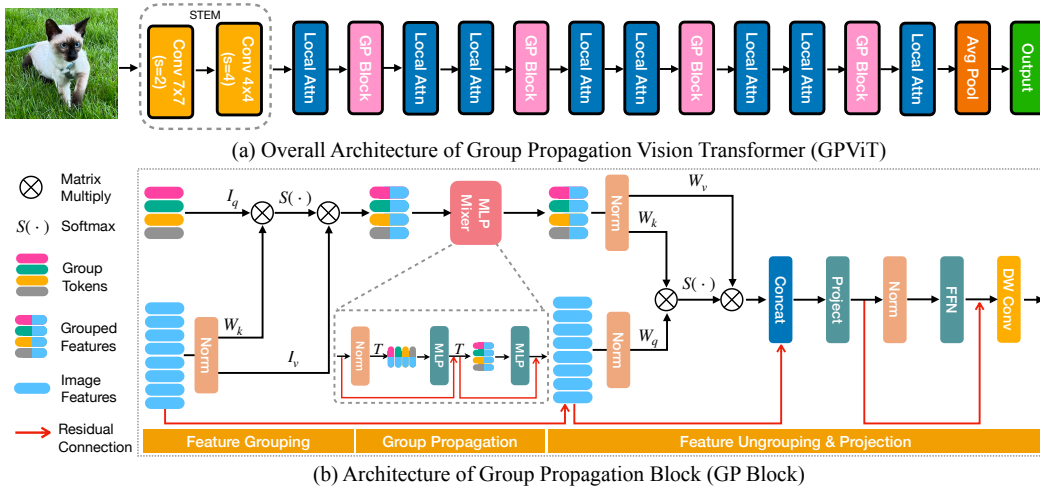 STEM
Conv 7x7
(s=2)
Conv 4x4
(s=4)
Local Attn
GP Block
Local Attn
Local Attn
GP Block
Local Attn
Local Attn
GP Block
Local Attn
Local Attn
GP Block
Local Attn
Avg Pool
Output
(a) Overall Architecture of Group Propagation Vision Transformer (GPViT)
Matrix
Multiply
S(·) Softmax
Group
Tokens
Grouped
Features
Image
Features
Residual
Connection
I_q
S(·)
W_k
I_v
Norm
MLP
Mixer
Norm
T
MLP
T
MLP
Norm
W_v
W_k
S(·)
Norm
W_q
Concat
Project
Norm
FFN
DW Conv
Feature Grouping
Group Propagation
Feature Ungrouping & Projection
(b) Architecture of Group Propagation Block (GP Block)